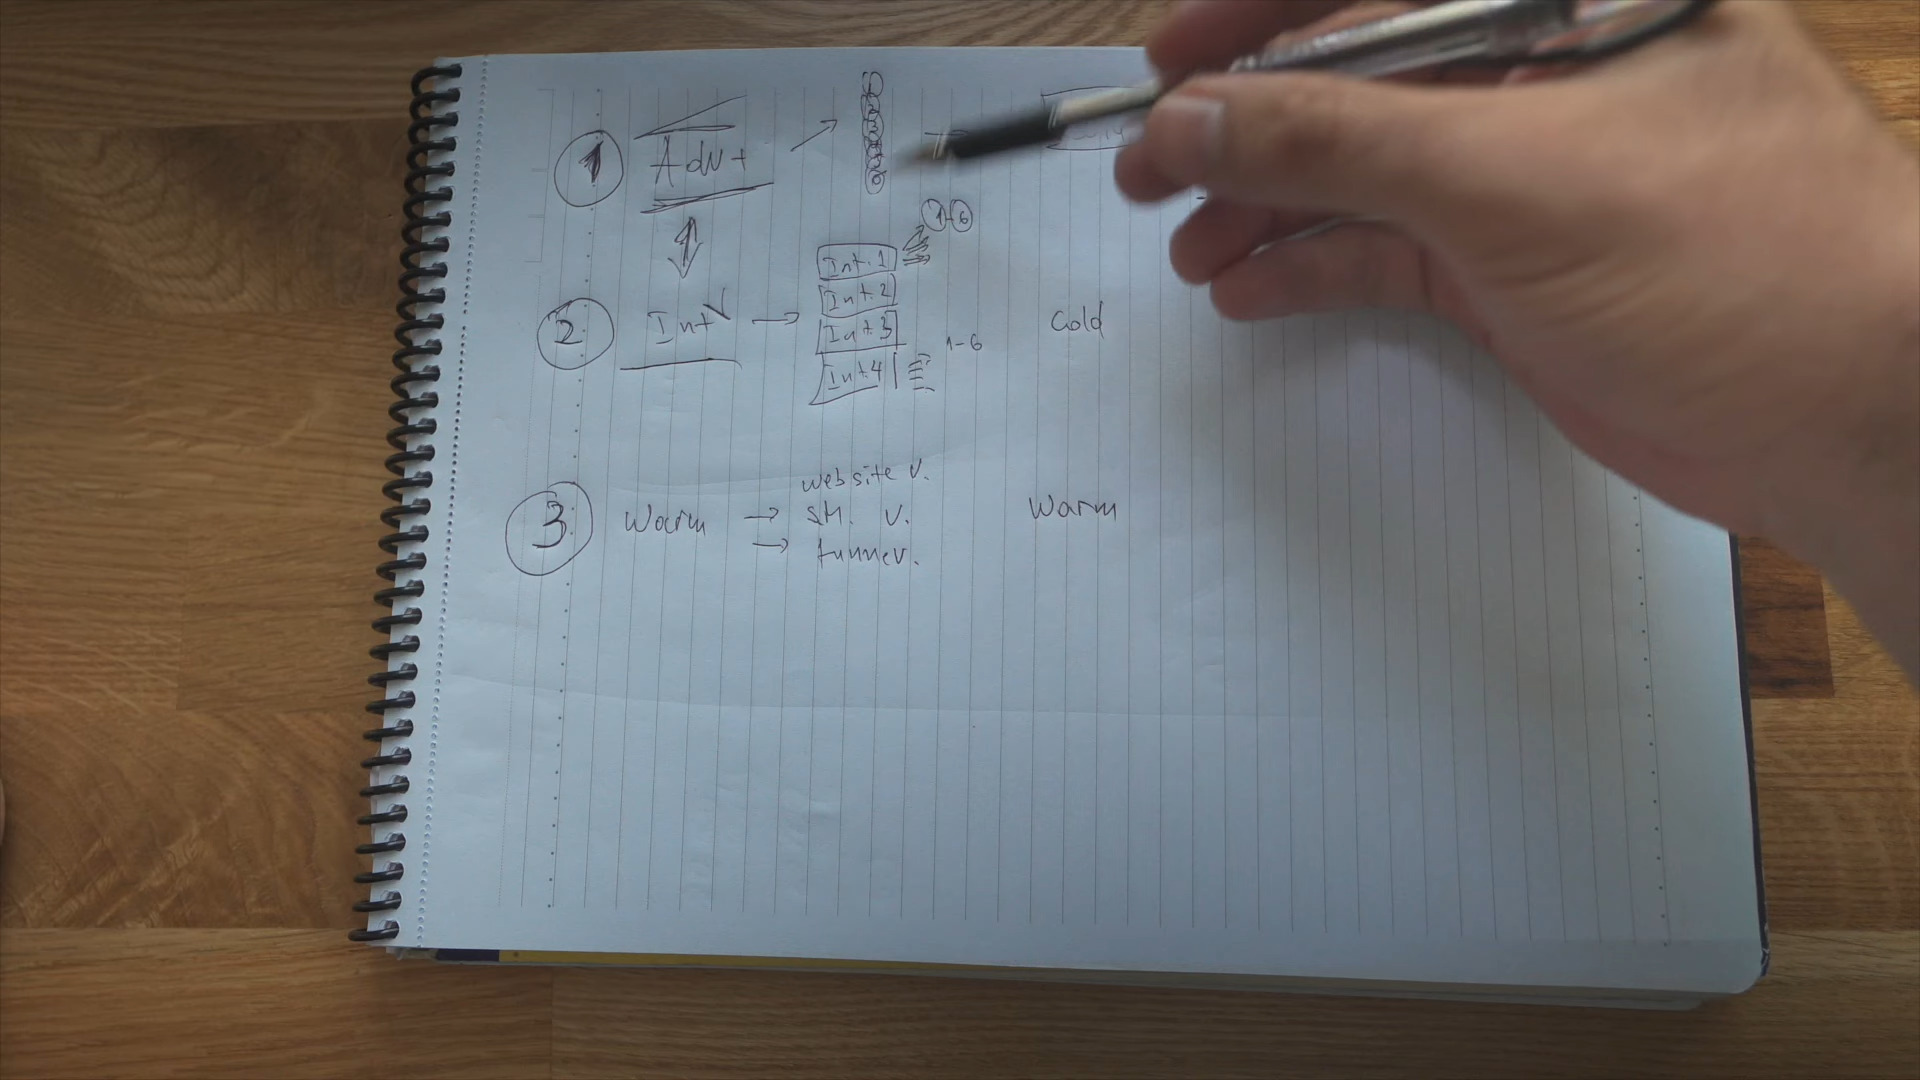 1 AdV+
1-6
2 Int → Int.1
Int.2
Int.3
Int.4 1-6
Cold
3 Warm → website v.
SM. v.
→ funnev.
Warm